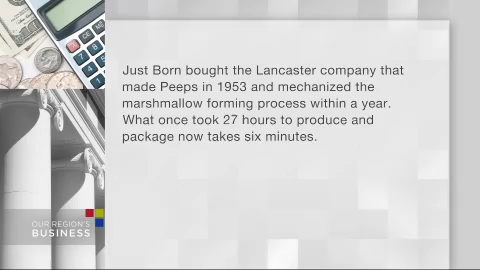 Just Born bought the Lancaster company that
made Peeps in 1953 and mechanized the
marshmallow forming process within a year.
What once took 27 hours to produce and
package now takes six minutes.
OUR REGION'S
BUSINESS